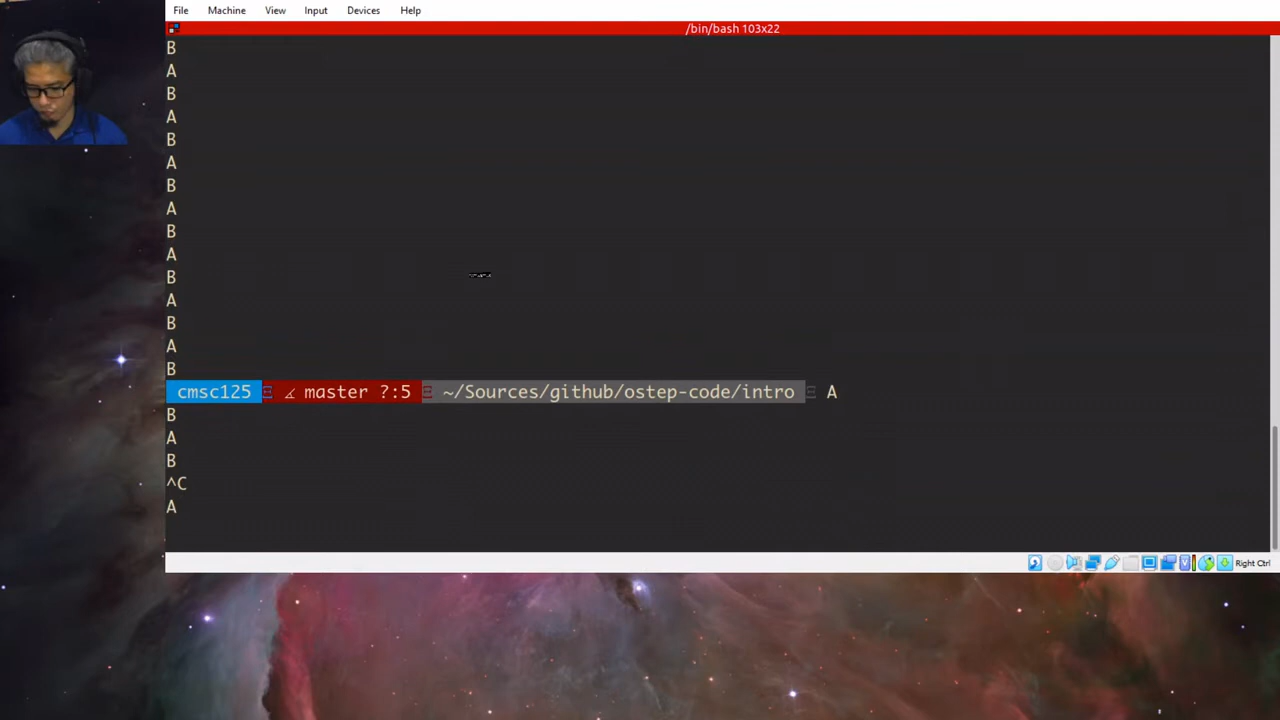 File Machine View Input Devices Help
/bin/bash 103x22
B
A
B
A
B
A
B
A
B
A
B
A
B
A
B
cmsc125 master ?:5 ~/Sources/github/ostep-code/intro A
B
A
B
^C
A
Right Ctrl